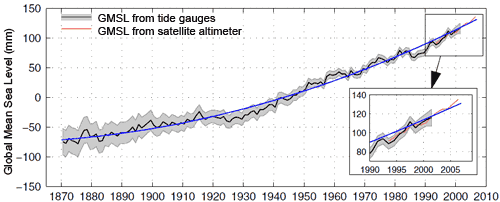 GMSL from tide gauges
GMSL from satellite altimeter
Global Mean Sea Level (mm)
150
100
50
0
−50
−100
−150
140
120
100
80
1990 1995 2000 2005
1870 1880 1890 1900 1910 1920 1930 1940 1950 1960 1970 1980 1990 2000 2010